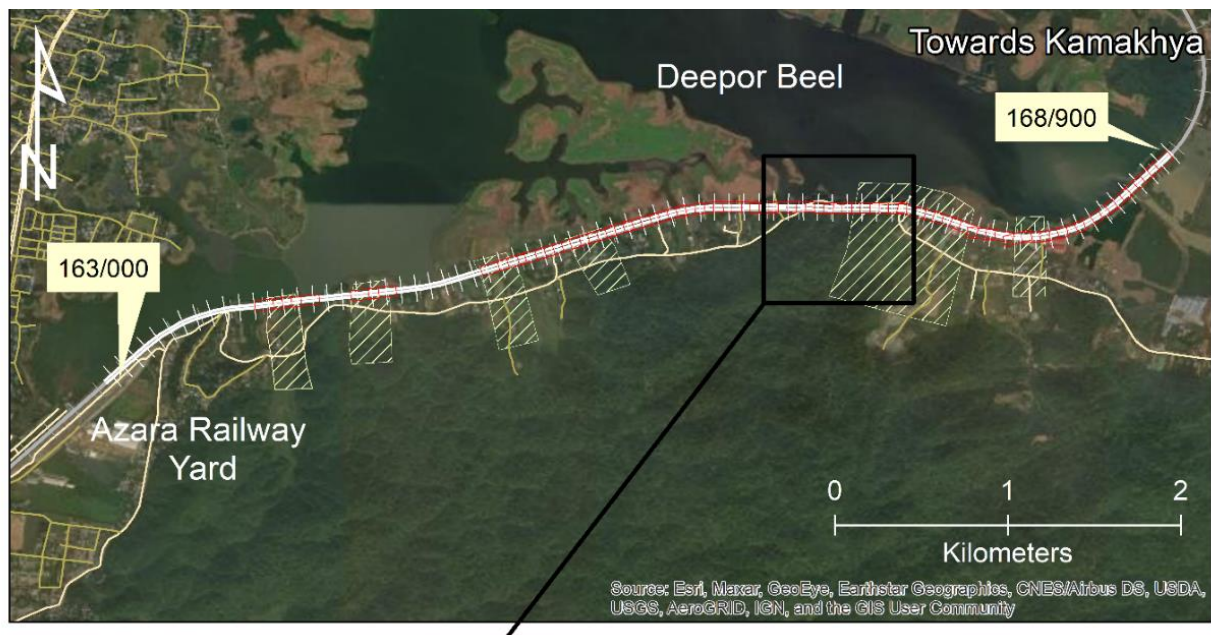 Towards Kamakhya
Deepor Beel
168/900
N
163/000
Azara Railway
Yard
0 1 2
Kilometers
Source: Esri, Maxar, GeoEye, Earthstar Geographics, CNES/Airbus DS, USDA,
USGS, AeroGRID, IGN, and the GIS User Community